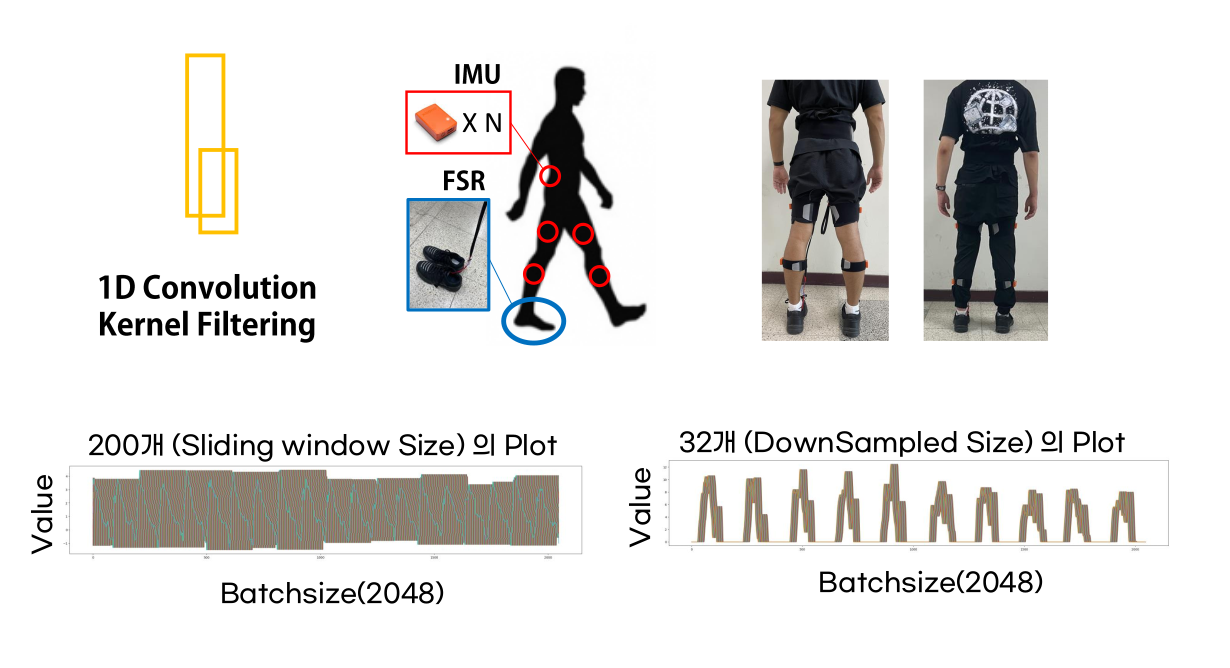 IMU
X N
FSR
1D Convolution
Kernel Filtering
200개 (Sliding window Size) 의 Plot
Value
Batchsize(2048)
32개 (DownSampled Size) 의 Plot
Value
Batchsize(2048)